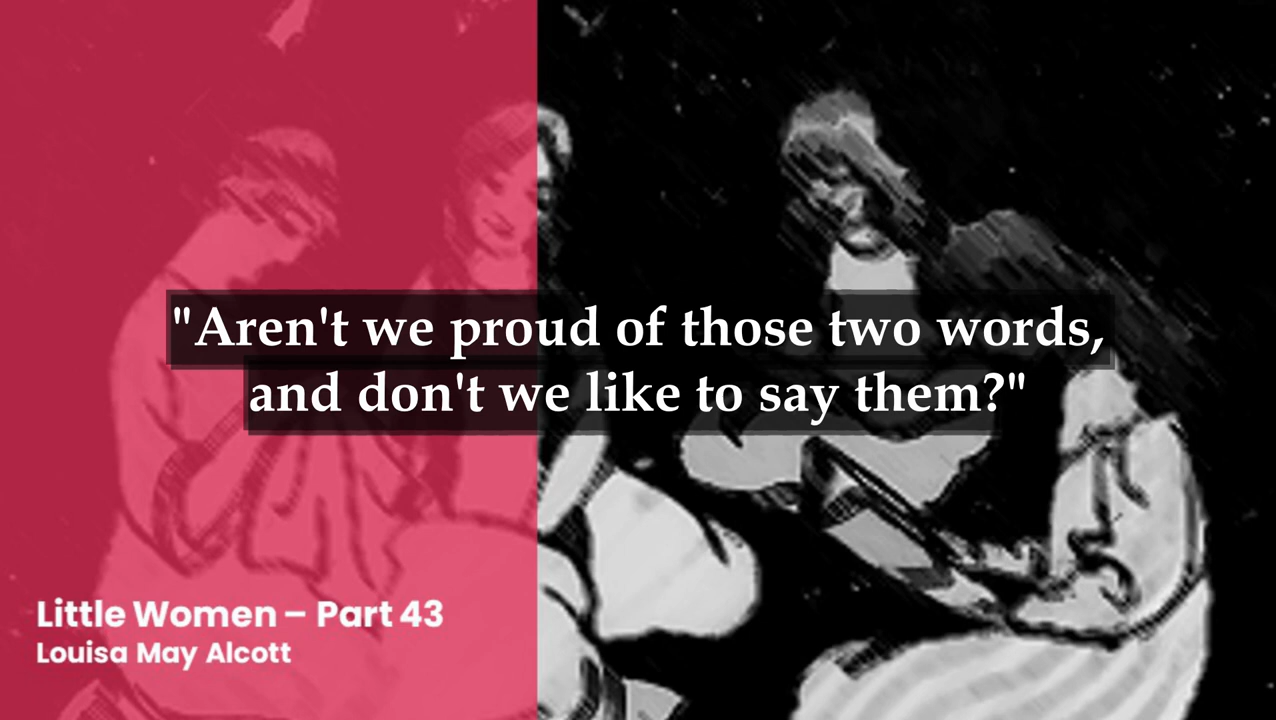 "Aren't we proud of those two words,
and don't we like to say them?"
Little Women – Part 43
Louisa May Alcott